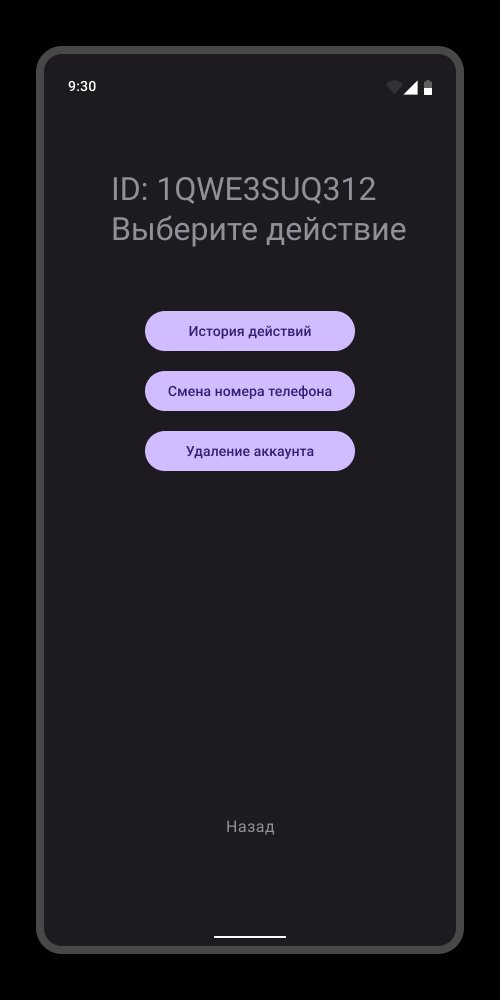 9:30
ID: 1QWE3SUQ312
Выберите действие
История действий
Смена номера телефона
Удаление аккаунта
Назад